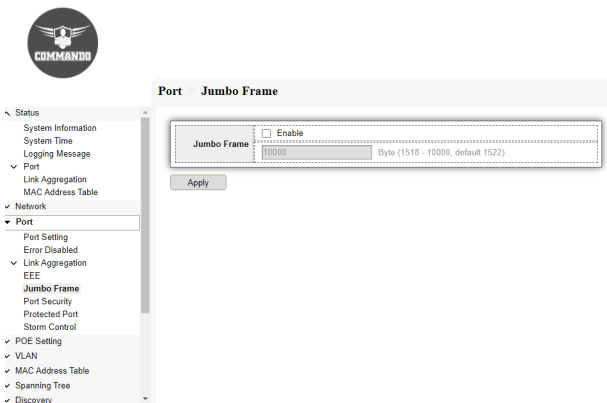 COMMANDO
Port Jumbo Frame
Status
System Information
System Time
Logging Message
Port
Link Aggregation
MAC Address Table
Network
Port
Port Setting
Error Disabled
Link Aggregation
EEE
Jumbo Frame
Port Security
Protected Port
Storm Control
POE Setting
VLAN
MAC Address Table
Spanning Tree
Discovery
Jumbo Frame
Enable
10000 Byte (1518 - 10000, default 1522)
Apply